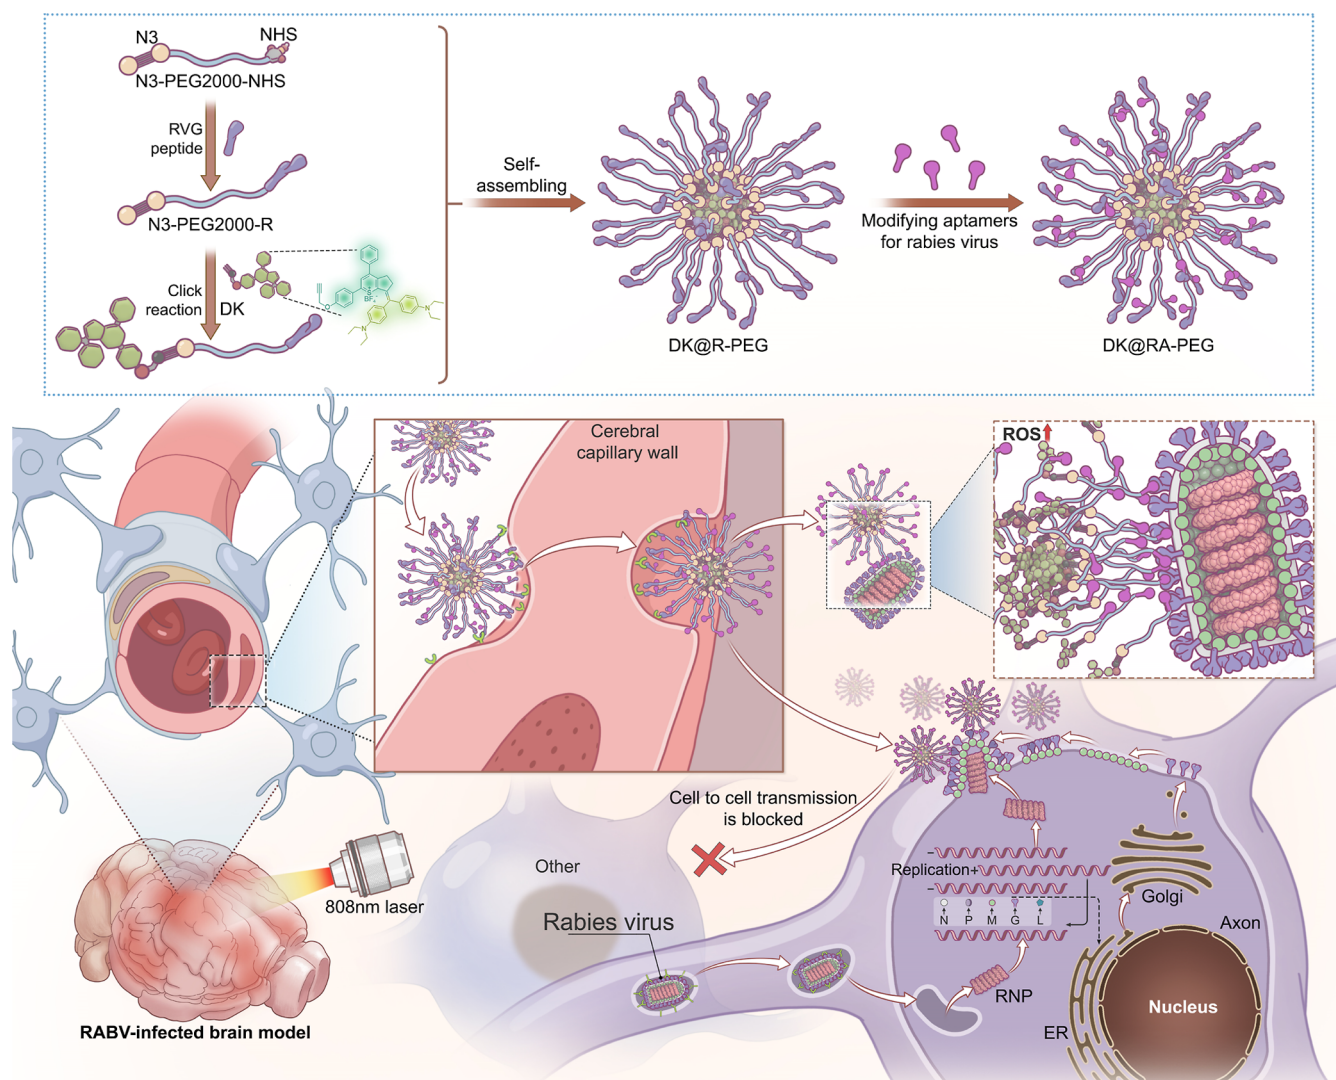 N3
NHS
N3-PEG2000-NHS
RVG
peptide
N3-PEG2000-R
Click
reaction
DK
Self-
assembling
DK@R-PEG
Modifying aptamers
for rabies virus
DK@RA-PEG
Cerebral
capillary wall
ROS
Cell to cell transmission
is blocked
808nm laser
RABV-infected brain model
Other
Rabies virus
Replication+
−
−
N P M G L
RNP
Golgi
Axon
ER
Nucleus